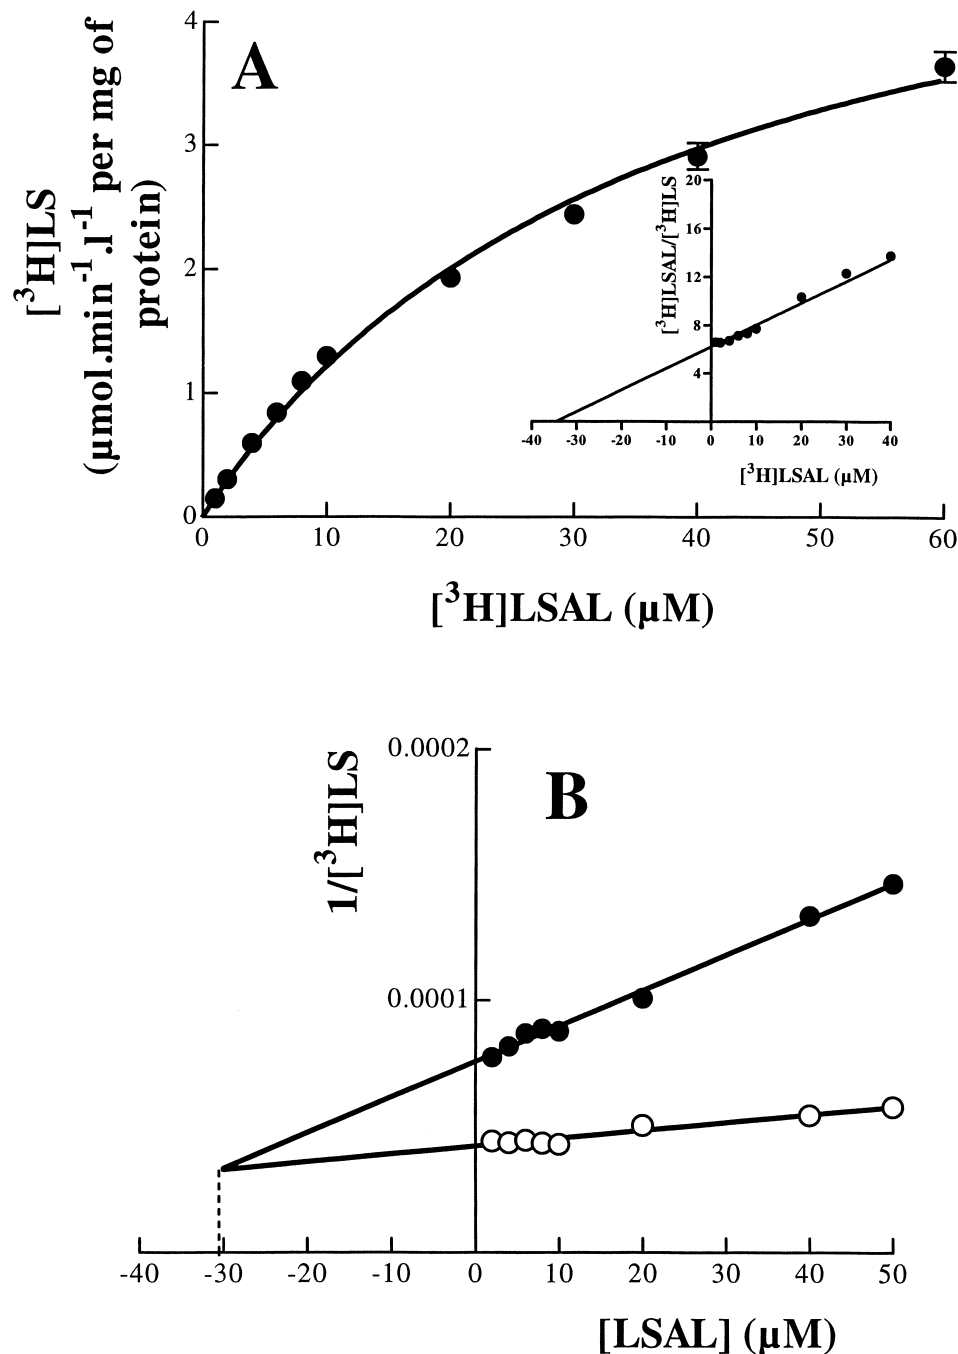 A
[³H]LS
(µmol.min⁻¹.l⁻¹ per mg of
protein)
4
3
2
1
0
0 10 20 30 40 50 60
[³H]LSAL (µM)
[³H]LSAL/[³H]LS
20
16
12
8
4
-40 -30 -20 -10 0 10 20 30 40
[³H]LSAL (µM)
B
1/[³H]LS
0.0002
0.0001
-40 -30 -20 -10 0 10 20 30 40 50
[LSAL] (µM)